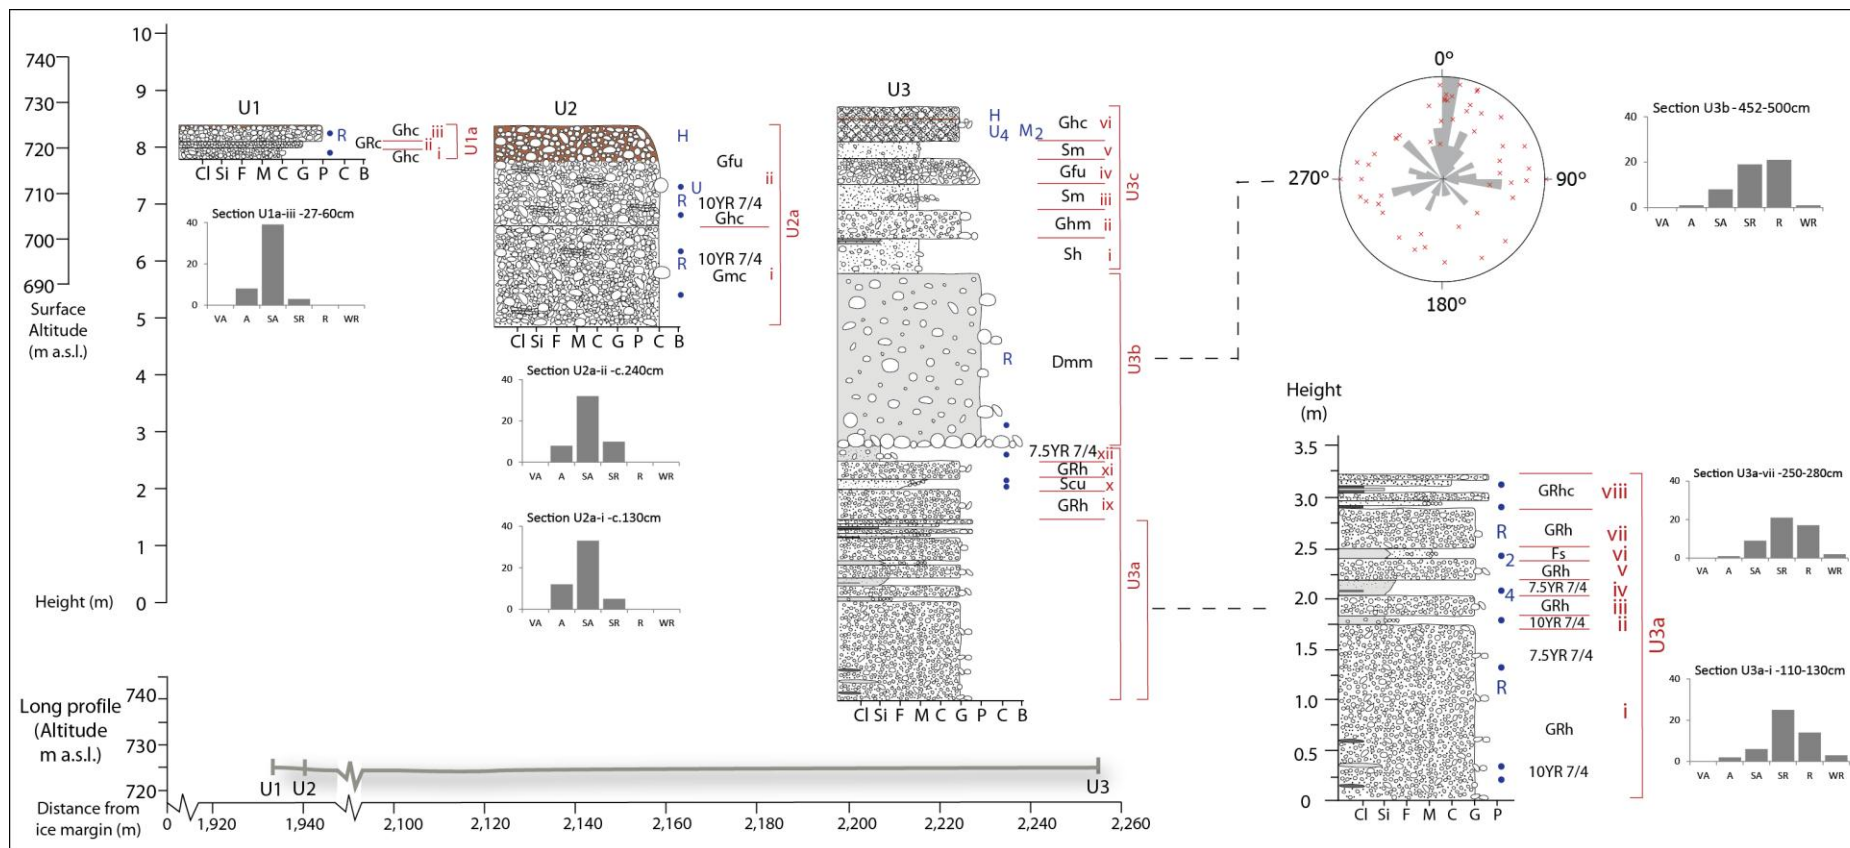 740
730
720
710
700
690
Surface
Altitude
(m a.s.l.)
10
9
8
7
6
5
4
3
2
1
0
Height (m)
U1
R
Ghc iii
GRc ii
Ghc i
U1a
Cl Si F M C G P C B
Section U1a-iii -27-60cm
40
20
0
VA A SA SR R WR
U2
H
Gfu
ii
U
R 10YR 7/4
Ghc
U2a
10YR 7/4
R
Gmc i
Cl Si F M C G P C B
Section U2a-ii -c.240cm
40
20
0
VA A SA SR R WR
Section U2a-i -c.130cm
40
20
0
VA A SA SR R WR
U3
H
U4 M2
Ghc vi
Sm v
Gfu iv
Sm iii
Ghm ii
Sh i
U3c
R
Dmm
U3b
7.5YR 7/4 xii
GRh xi
Scu x
GRh ix
U3a
Cl Si F M C G P C B
0°
90°
180°
270°
Section U3b -452-500cm
40
20
0
VA A SA SR R WR
Height
(m)
3.5
3.0
2.5
2.0
1.5
1.0
0.5
0
GRhc viii
R GRh vii
2 Fs vi
GRh v
4 7.5YR 7/4 iv
GRh iii
10YR 7/4 ii
7.5YR 7/4
R
i
GRh
10YR 7/4
U3a
Cl Si F M C G P
Section U3a-vii -250-280cm
40
20
0
VA A SA SR R WR
Section U3a-i -110-130cm
40
20
0
VA A SA SR R WR
Long profile
(Altitude
m a.s.l.)
740
730
720
U1 U2 U3
Distance from
ice margin (m)
0 1,920 1,940 2,100 2,120 2,140 2,160 2,180 2,200 2,220 2,240 2,260